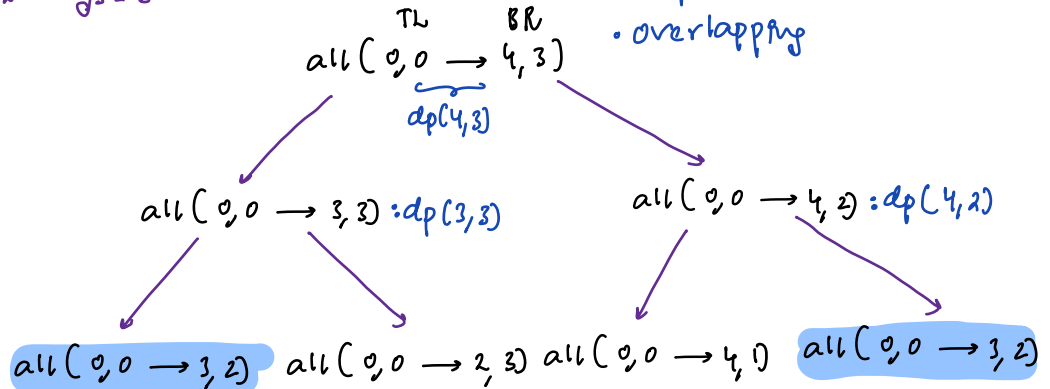 TL BR
• overlapping
all( 0,0 → 4,3)
dp(4,3)
all( 0,0 → 3,3) : dp(3,3)
all( 0,0 → 4,2) : dp(4,2)
all( 0,0 → 3,2)
all( 0,0 → 2,3)
all( 0,0 → 4,1)
all( 0,0 → 3,2)